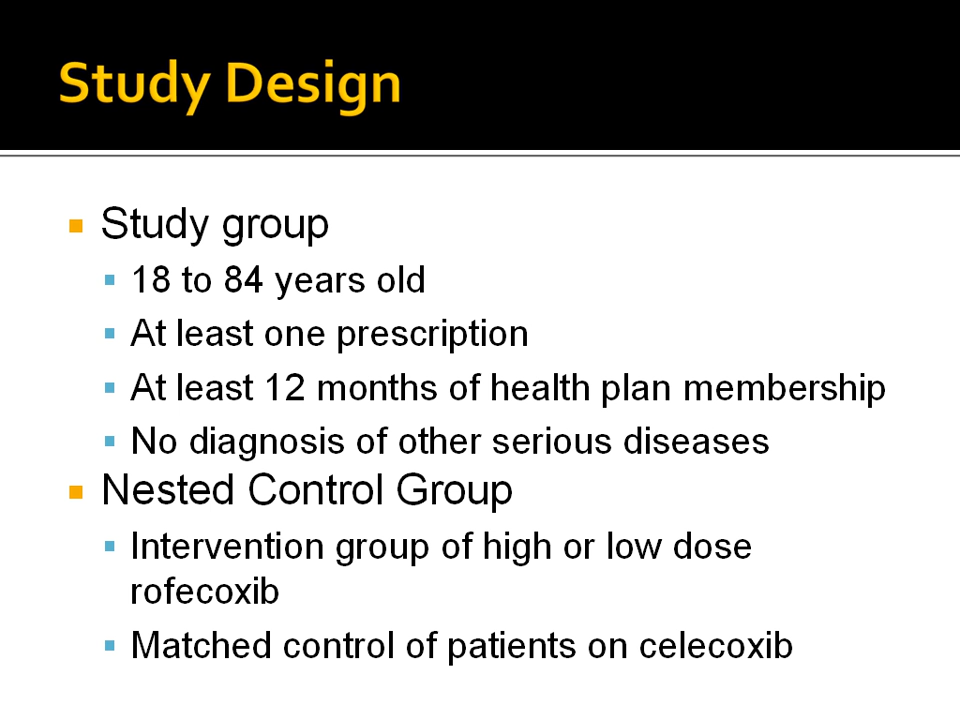 Study Design
Study group
18 to 84 years old
At least one prescription
At least 12 months of health plan membership
No diagnosis of other serious diseases
Nested Control Group
Intervention group of high or low dose
rofecoxib
Matched control of patients on celecoxib